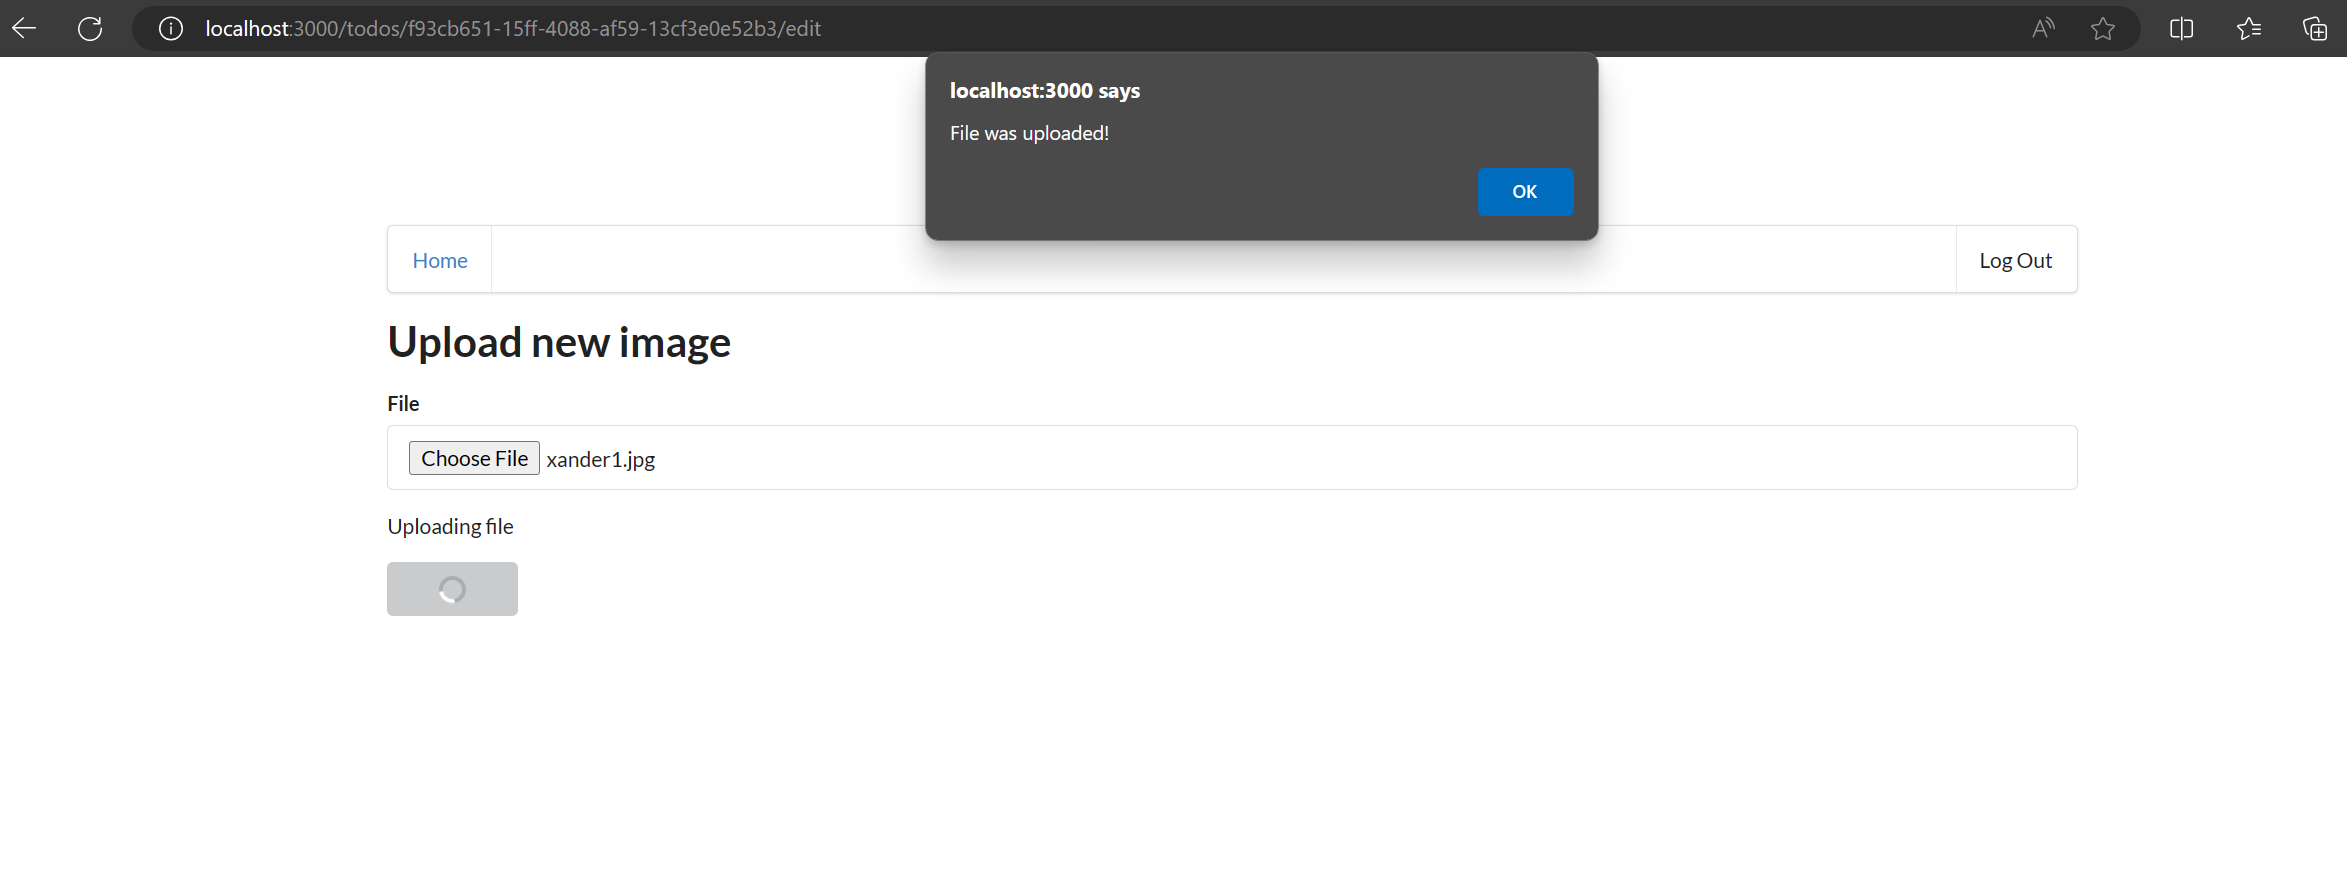 localhost:3000/todos/f93cb651-15ff-4088-af59-13cf3e0e52b3/edit
localhost:3000 says
File was uploaded!
OK
Home
Log Out
Upload new image
File
Choose File xander1.jpg
Uploading file